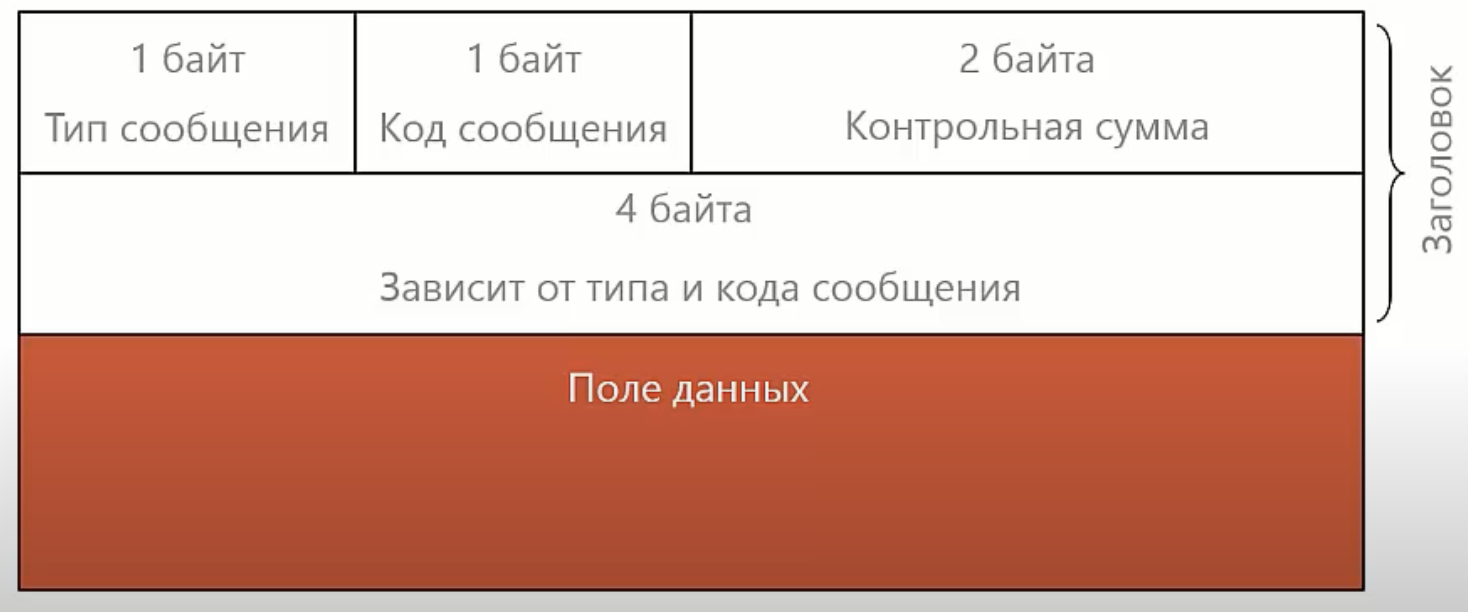 1 байт
Тип сообщения
1 байт
Код сообщения
2 байта
Контрольная сумма
Заголовок
4 байта
Зависит от типа и кода сообщения
Поле данных